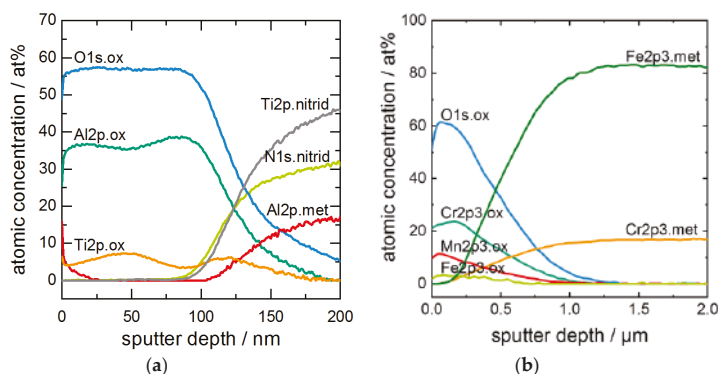 70
60
50
40
30
20
10
0
atomic concentration / at%
O1s.ox
Al2p.ox
Ti2p.ox
Ti2p.nitrid
N1s.nitrid
Al2p.met
0 50 100 150 200
sputter depth / nm
(a)
100
80
60
40
20
0
atomic concentration / at%
Fe2p3.met
O1s.ox
Cr2p3.ox
Mn2p3.ox
Fe2p3.ox
Cr2p3.met
0.0 0.5 1.0 1.5 2.0
sputter depth / µm
(b)